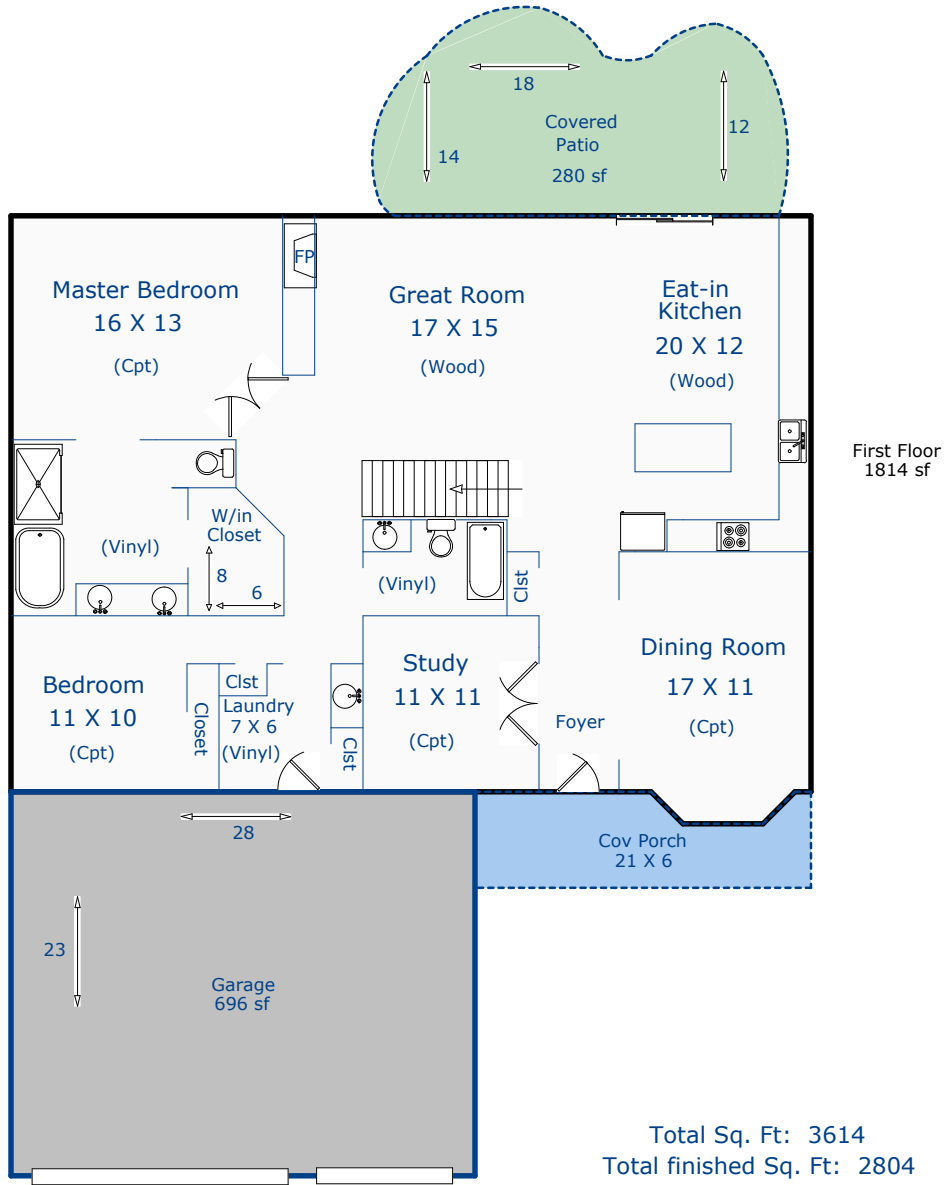 18
Covered
Patio
280 sf
14
12
FP
Master Bedroom
16 X 13
(Cpt)
Great Room
17 X 15
(Wood)
Eat-in
Kitchen
20 X 12
(Wood)
First Floor
1814 sf
W/in
Closet
8
6
(Vinyl)
(Vinyl)
Clst
Bedroom
11 X 10
(Cpt)
Closet
Clst
Laundry
7 X 6
(Vinyl)
Clst
Study
11 X 11
(Cpt)
Foyer
Dining Room
17 X 11
(Cpt)
28
23
Garage
696 sf
Cov Porch
21 X 6
Total Sq. Ft: 3614
Total finished Sq. Ft: 2804